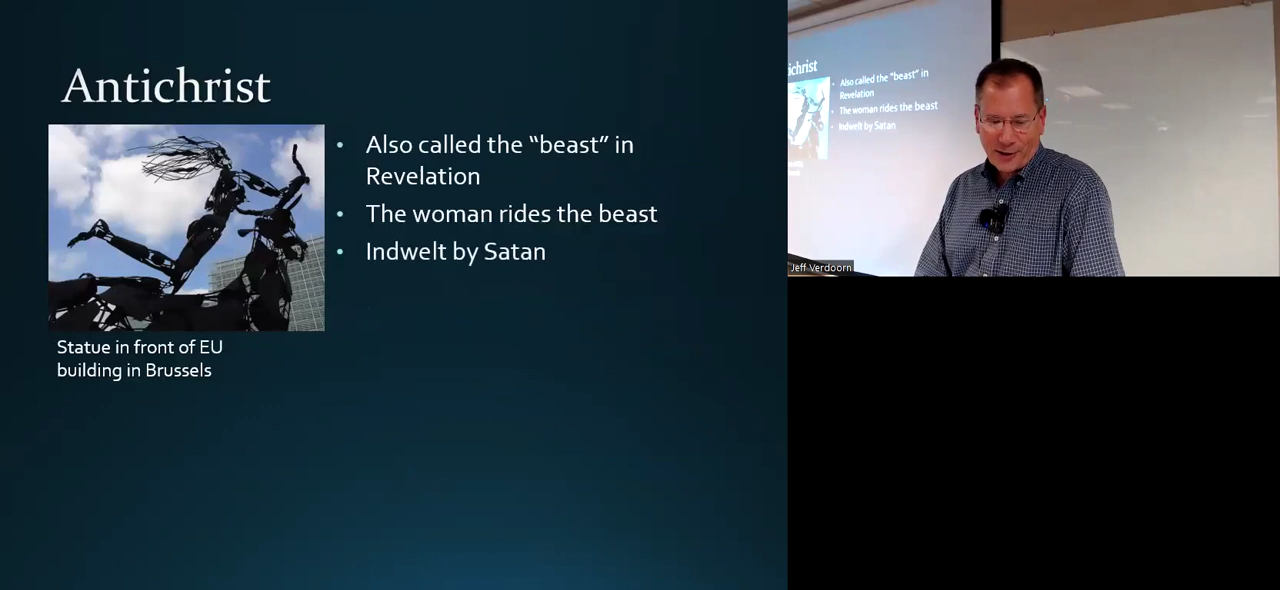 Antichrist
• Also called the “beast” in
Revelation
• The woman rides the beast
• Indwelt by Satan
Statue in front of EU
building in Brussels
ichrist
• Also called the “beast” in
Revelation
• The woman rides the beast
• Indwelt by Satan
Jeff Verdoorn